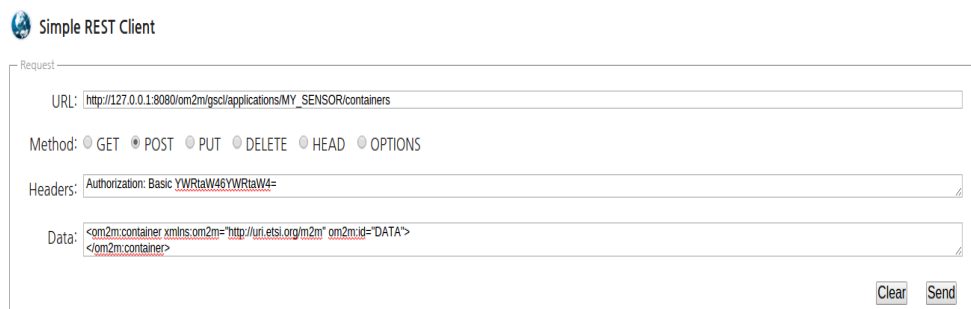 Simple REST Client
Request
URL: http://127.0.0.1:8080/om2m/gscl/applications/MY_SENSOR/containers
Method: GET POST PUT DELETE HEAD OPTIONS
Headers: Authorization: Basic YWRtaW46YWRtaW4=
Data: <om2m:container xmlns:om2m="http://uri.etsi.org/m2m" om2m:id="DATA">
</om2m:container>
Clear Send